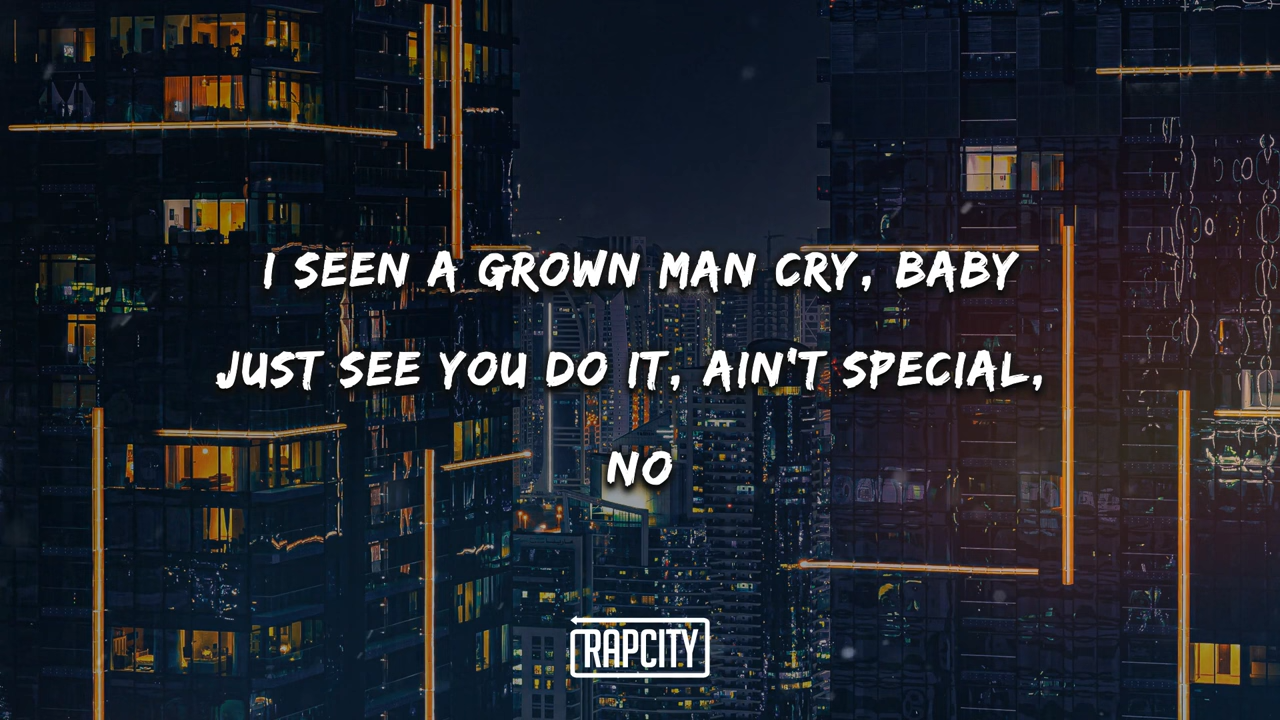 I SEEN A GROWN MAN CRY, BABY
JUST SEE YOU DO IT, AIN'T SPECIAL,
NO
RAPCITY